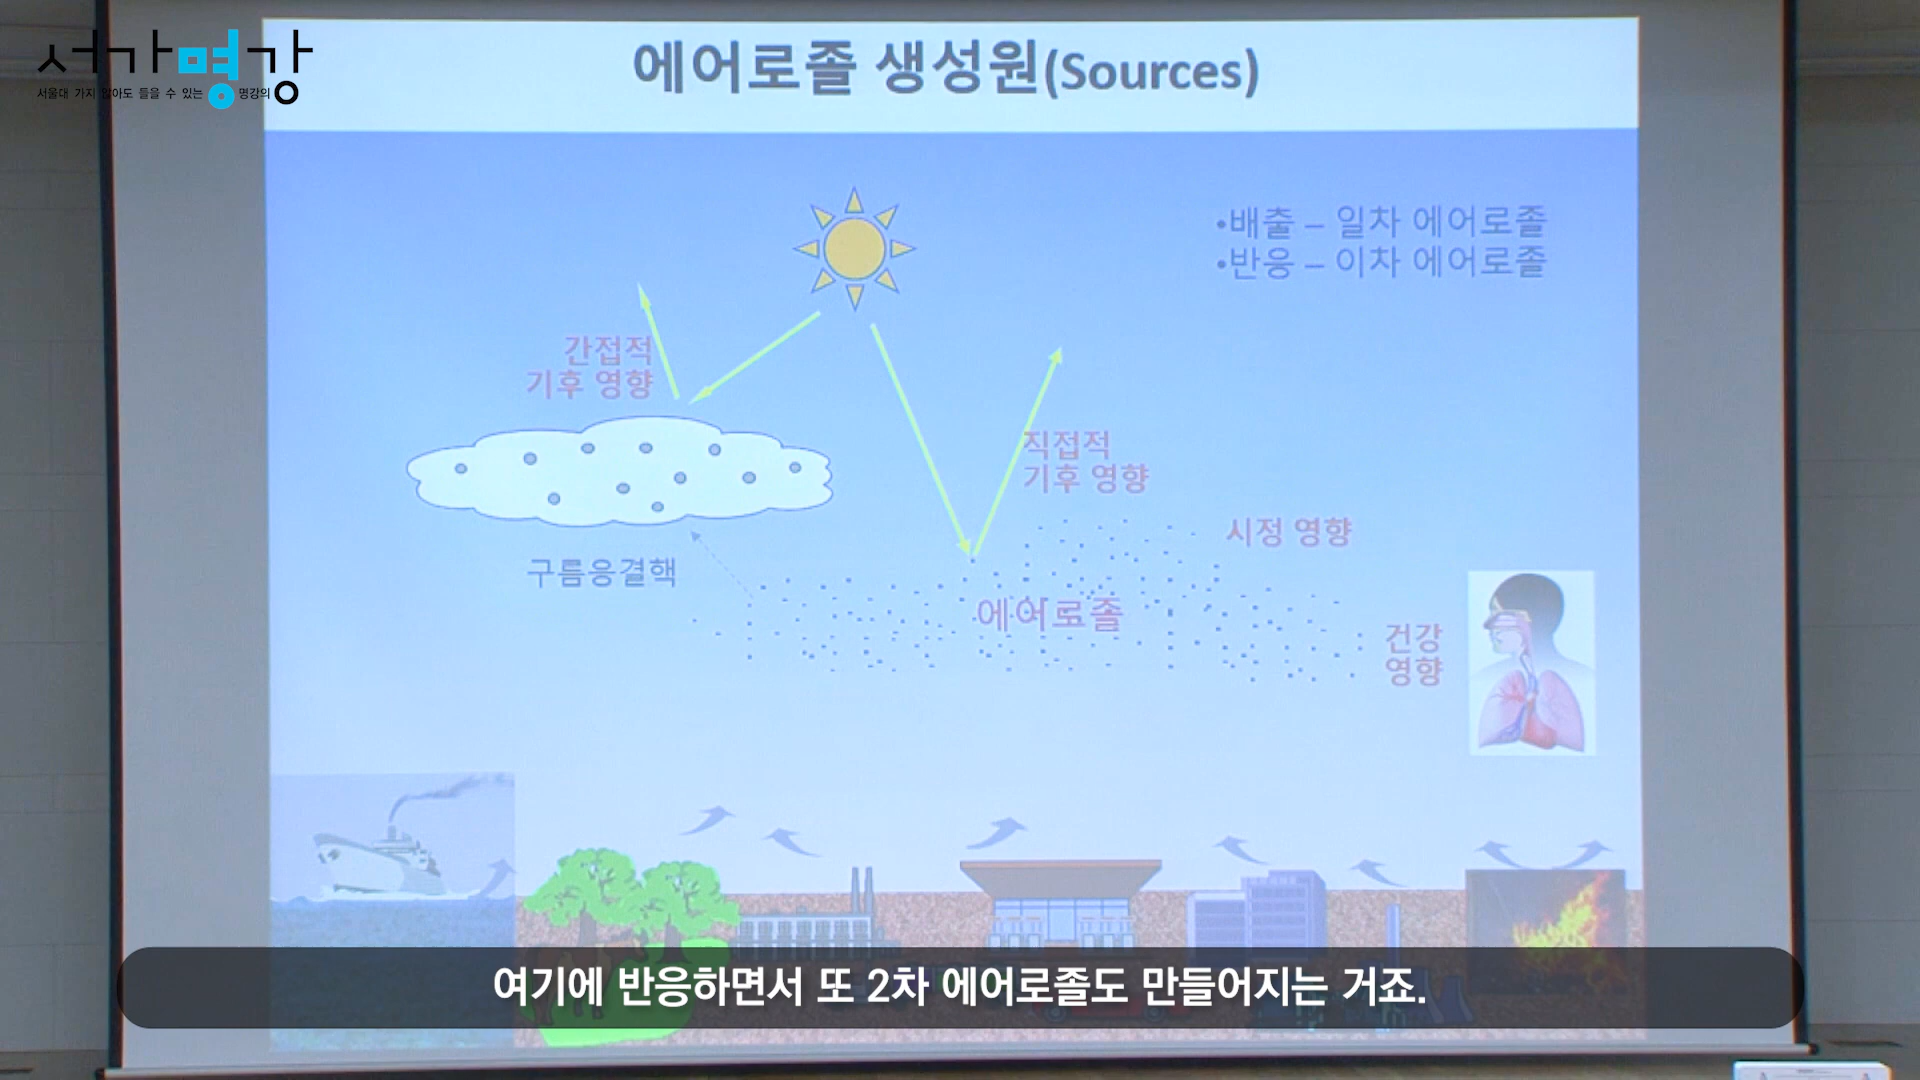 서가명강
서울대 가지 않아도 들을 수 있는 명강의
에어로졸 생성원(Sources)
•배출 – 일차 에어로졸
•반응 – 이차 에어로졸
간접적
기후 영향
직접적
기후 영향
시정 영향
구름응결핵
에어로졸
건강
영향
여기에 반응하면서 또 2차 에어로졸도 만들어지는 거죠.